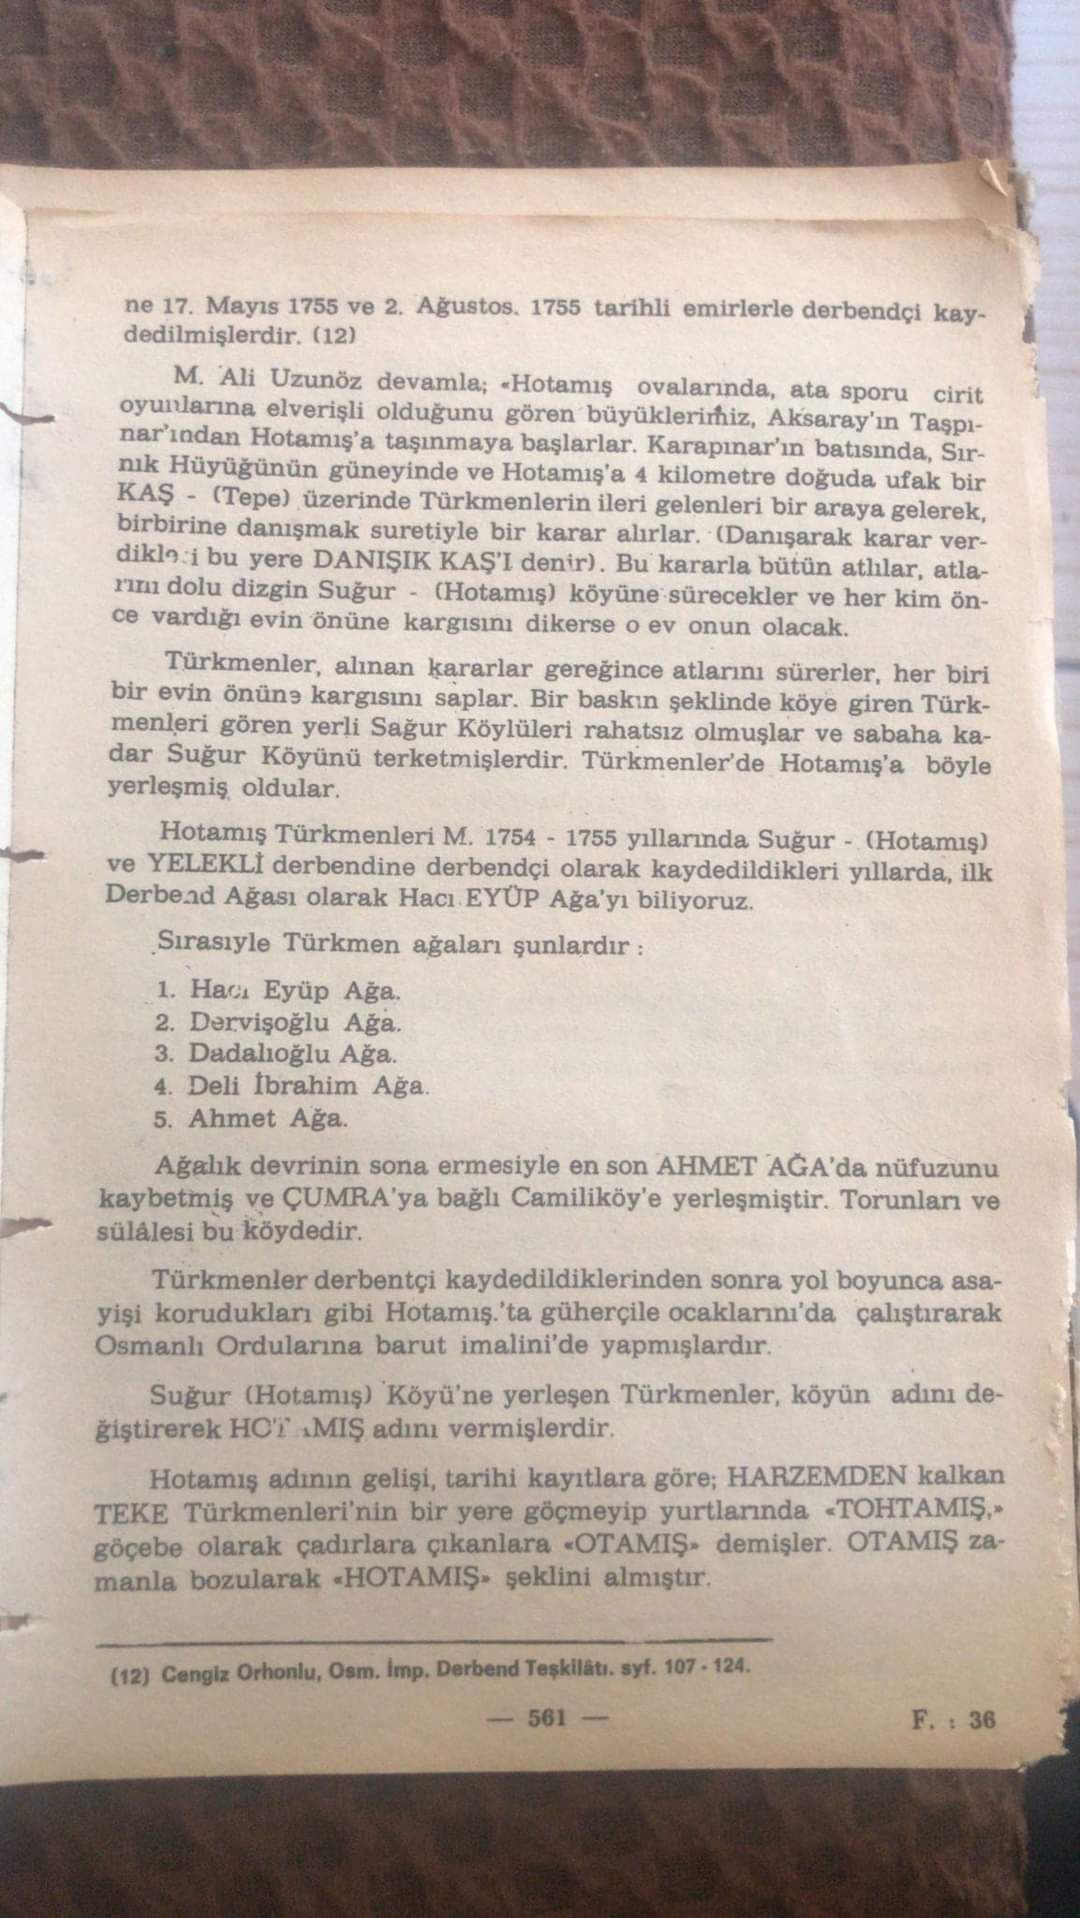 ne 17. Mayıs 1755 ve 2. Ağustos. 1755 tarihli emirlerle derbendçi kay-
dedilmişlerdir. (12)
M. Ali Uzunöz devamla; «Hotamış ovalarında, ata sporu cirit
oyunlarına elverişli olduğunu gören büyüklerimiz, Aksaray'ın Taşpı-
nar'ından Hotamış'a taşınmaya başlarlar. Karapınar'ın batısında, Sır-
nık Hüyüğünün güneyinde ve Hotamış'a 4 kilometre doğuda ufak bir
KAŞ - (Tepe) üzerinde Türkmenlerin ileri gelenleri bir araya gelerek,
birbirine danışmak suretiyle bir karar alırlar. (Danışarak karar ver-
dikleri bu yere DANIŞIK KAŞ'I denir). Bu kararla bütün atlılar, atla-
rını dolu dizgin Suğur - (Hotamış) köyüne sürecekler ve her kim ön-
ce vardığı evin önüne kargısını dikerse o ev onun olacak.
Türkmenler, alınan kararlar gereğince atlarını sürerler, her biri
bir evin önüne kargısını saplar. Bir baskın şeklinde köye giren Türk-
menleri gören yerli Sağur Köylüleri rahatsız olmuşlar ve sabaha ka-
dar Suğur Köyünü terketmişlerdir. Türkmenler'de Hotamış'a böyle
yerleşmiş oldular.
Hotamış Türkmenleri M. 1754 - 1755 yıllarında Suğur - (Hotamış)
ve YELEKLİ derbendine derbendçi olarak kaydedildikleri yıllarda, ilk
Derbend Ağası olarak Hacı EYÜP Ağa'yı biliyoruz.
Sırasıyle Türkmen ağaları şunlardır :
1. Hacı Eyüp Ağa.
2. Dervişoğlu Ağa.
3. Dadalıoğlu Ağa.
4. Deli İbrahim Ağa.
5. Ahmet Ağa.
Ağalık devrinin sona ermesiyle en son AHMET AĞA'da nüfuzunu
kaybetmiş ve ÇUMRA'ya bağlı Camiliköy'e yerleşmiştir. Torunları ve
sülâlesi bu köydedir.
Türkmenler derbentçi kaydedildiklerinden sonra yol boyunca asa-
yişi korudukları gibi Hotamış.'ta güherçile ocaklarını'da çalıştırarak
Osmanlı Ordularına barut imalini'de yapmışlardır.
Suğur (Hotamış) Köyü'ne yerleşen Türkmenler, köyün adını de-
ğiştirerek HOTAMIŞ adını vermişlerdir.
Hotamış adının gelişi, tarihi kayıtlara göre; HARZEMDEN kalkan
TEKE Türkmenleri'nin bir yere göçmeyip yurtlarında «TOHTAMIŞ,»
göçebe olarak çadırlara çıkanlara «OTAMIŞ» demişler. OTAMIŞ za-
manla bozularak «HOTAMIŞ» şeklini almıştır.
(12) Cengiz Orhonlu, Osm. İmp. Derbend Teşkilâtı. syf. 107 - 124.
— 561 —
F. : 36